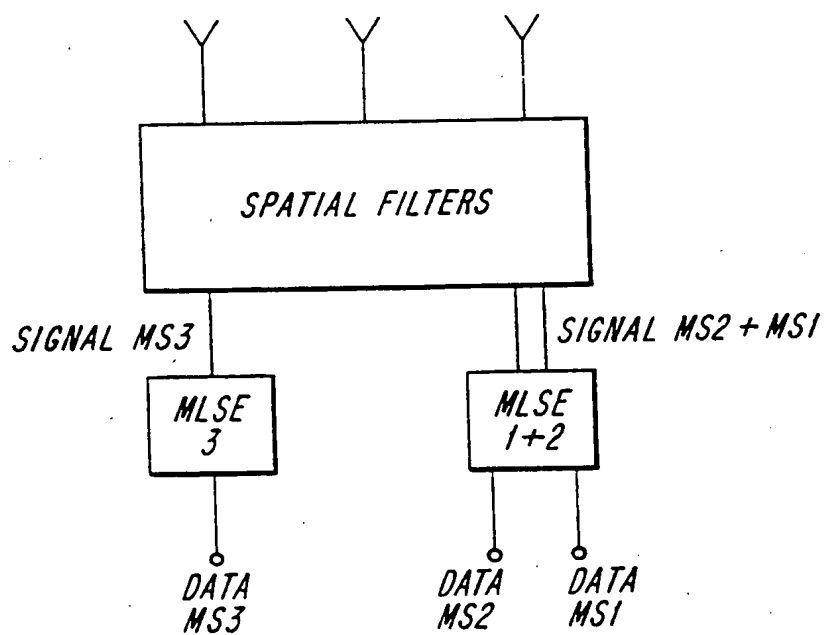 SPATIAL FILTERS
SIGNAL MS3
SIGNAL MS2 + MS1
MLSE
3
MLSE
1+2
DATA
MS3
DATA
MS2
DATA
MS1